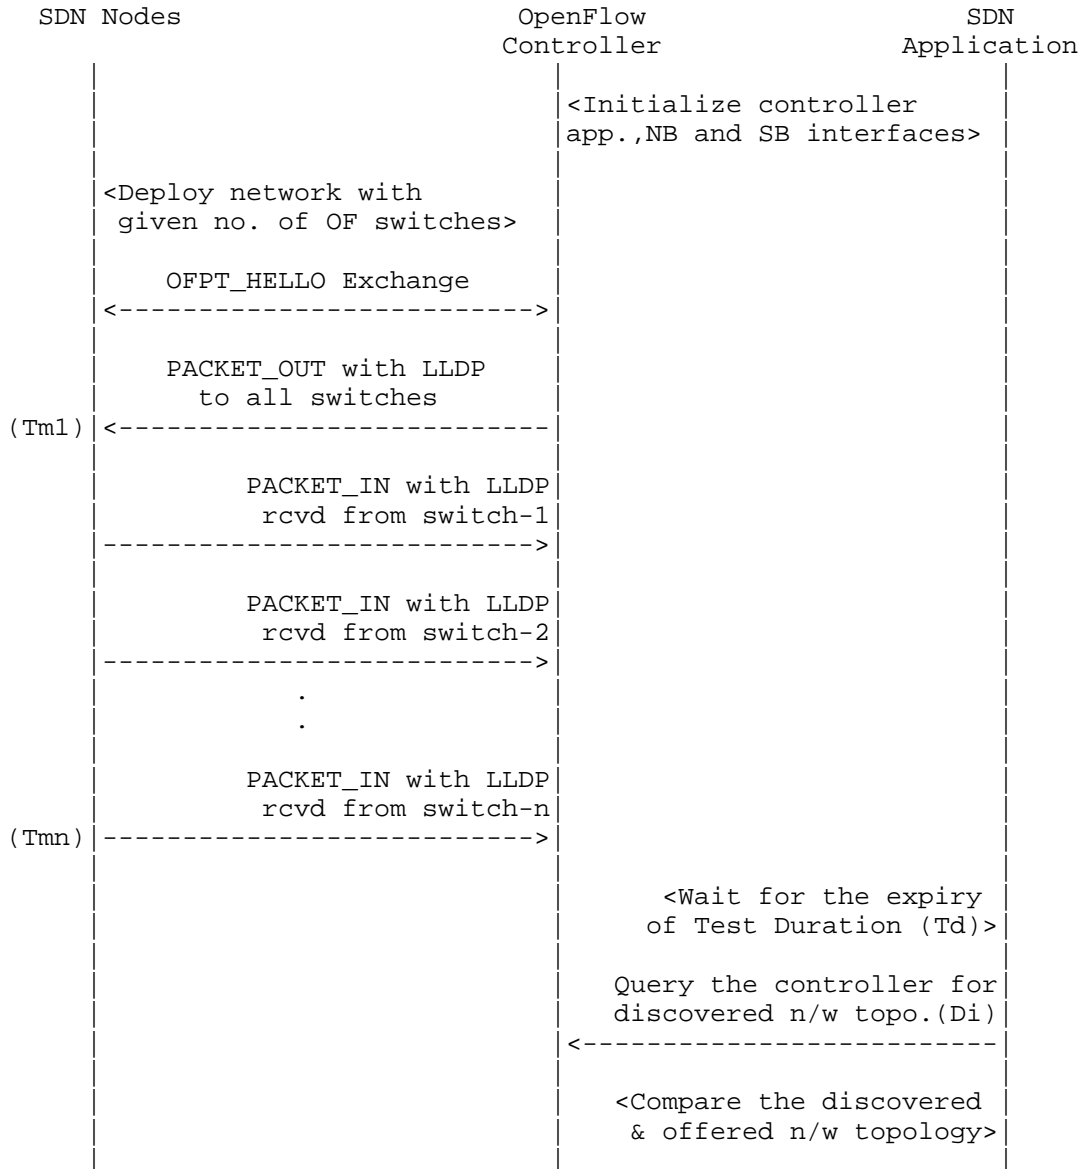 SDN Nodes OpenFlow SDN
Controller Application
<Initialize controller
app.,NB and SB interfaces>
<Deploy network with
given no. of OF switches>
OFPT_HELLO Exchange
<--------------------------->
PACKET_OUT with LLDP
to all switches
(Tm1) <---------------------------
PACKET_IN with LLDP
rcvd from switch-1
--------------------------->
PACKET_IN with LLDP
rcvd from switch-2
--------------------------->
.
.
PACKET_IN with LLDP
rcvd from switch-n
(Tmn) --------------------------->
<Wait for the expiry
of Test Duration (Td)>
Query the controller for
discovered n/w topo.(Di)
<--------------------------
<Compare the discovered
& offered n/w topology>